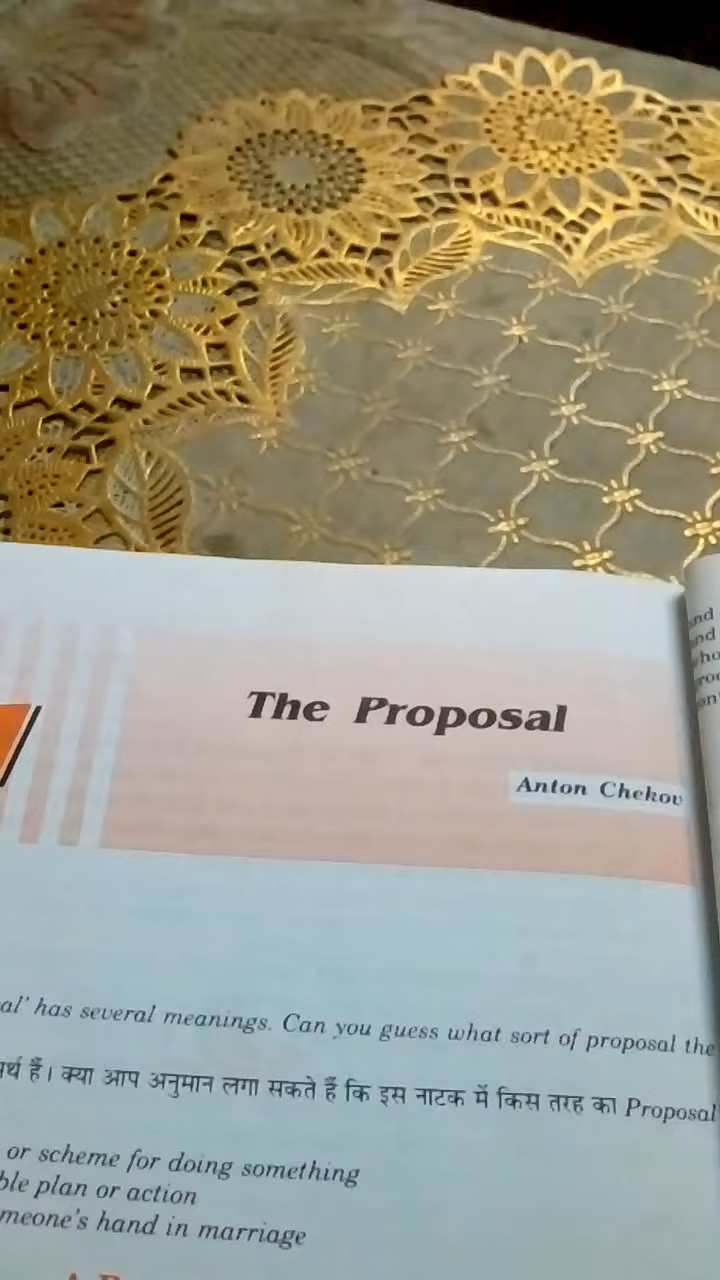 The Proposal
Anton Chekov
al' has several meanings. Can you guess what sort of proposal the
अर्थ हैं। क्या आप अनुमान लगा सकते हैं कि इस नाटक में किस तरह का Proposal
or scheme for doing something
ble plan or action
meone's hand in marriage